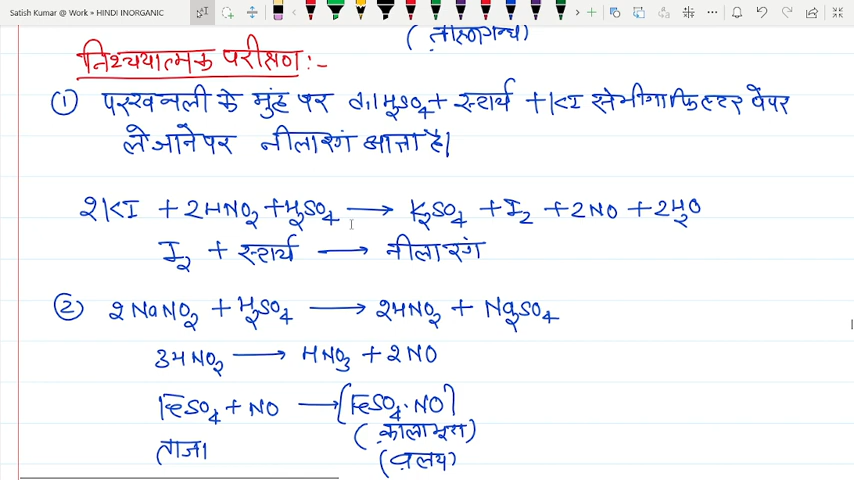 Satish Kumar @ Work » HINDI INORGANIC
(तीक्ष्णगन्ध)
निश्चयात्मक परीक्षण:-
① परखनली के मुंह पर dil H₂SO₄ + स्टार्च + KI से भीगा फिल्टर पेपर
ले जाने पर नीला रंग आता है।
2KI + 2HNO₂ + H₂SO₄ ⟶ K₂SO₄ + I₂ + 2NO + 2H₂O
I₂ + स्टार्च ⟶ नीला रंग
② 2NaNO₂ + H₂SO₄ ⟶ 2HNO₂ + Na₂SO₄
3HNO₂ ⟶ HNO₃ + 2NO
FeSO₄ + NO ⟶ [FeSO₄·NO]
(काला भूरा)
ताजा
(वलय)